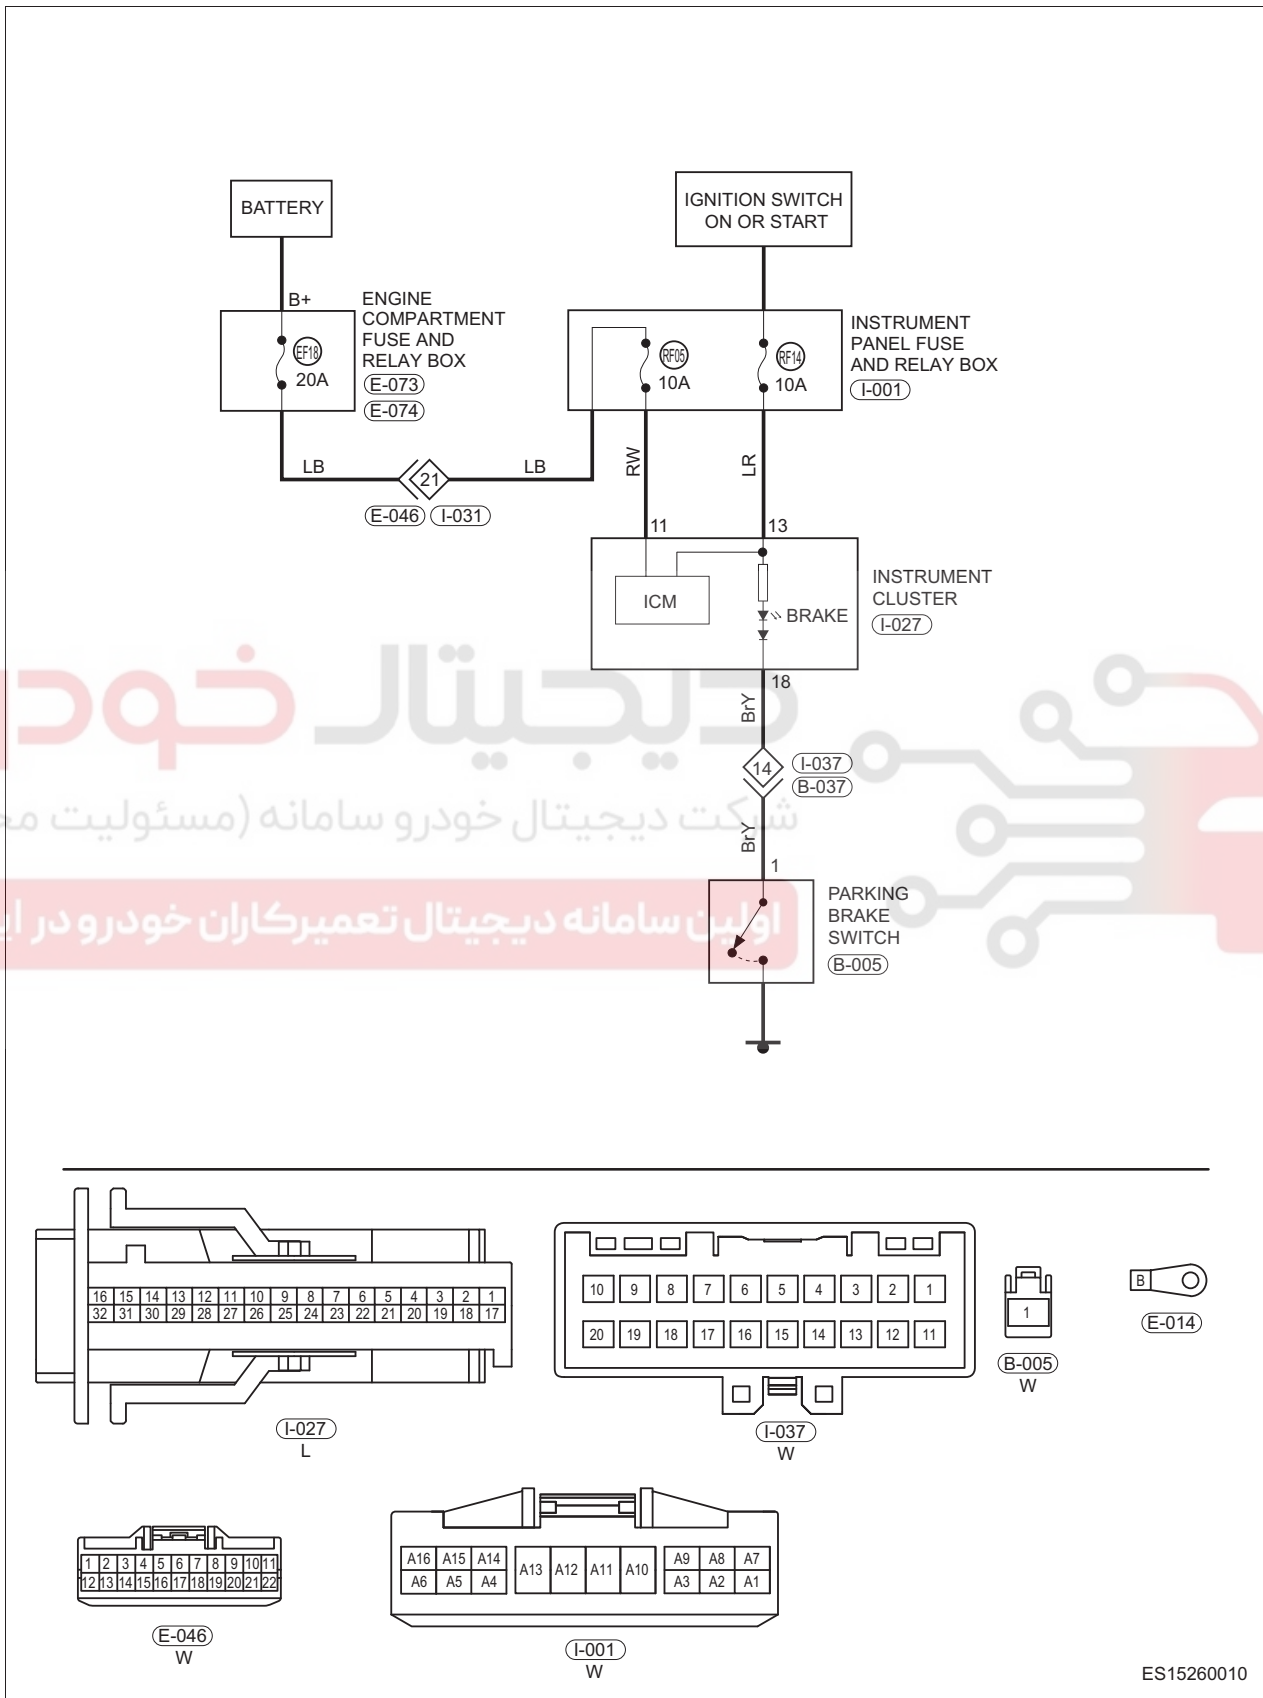 BATTERY
IGNITION SWITCH
ON OR START
B+
ENGINE
COMPARTMENT
FUSE AND
RELAY BOX
E-073
E-074
EF18
20A
RF05
10A
RF14
10A
INSTRUMENT
PANEL FUSE
AND RELAY BOX
I-001
LB
21
LB
E-046 I-031
RW
LR
11
13
ICM
BRAKE
INSTRUMENT
CLUSTER
I-027
18
BrY
14
I-037
B-037
BrY
1
PARKING
BRAKE
SWITCH
B-005
دیجیتال خودر
شرکت دیجیتال خودرو سامانه (مسئولیت
اولین سامانه دیجیتال تعمیرکاران خودرو در
16 15 14 13 12 11 10 9 8 7 6 5 4 3 2 1
32 31 30 29 28 27 26 25 24 23 22 21 20 19 18 17
I-027
L
10 9 8 7 6 5 4 3 2 1
20 19 18 17 16 15 14 13 12 11
I-037
W
1
B-005
W
B
E-014
1 2 3 4 5 6 7 8 9 10 11
12 13 14 15 16 17 18 19 20 21 22
E-046
W
A16 A15 A14 A13 A12 A11 A10 A9 A8 A7
A6 A5 A4 A3 A2 A1
I-001
W
ES15260010